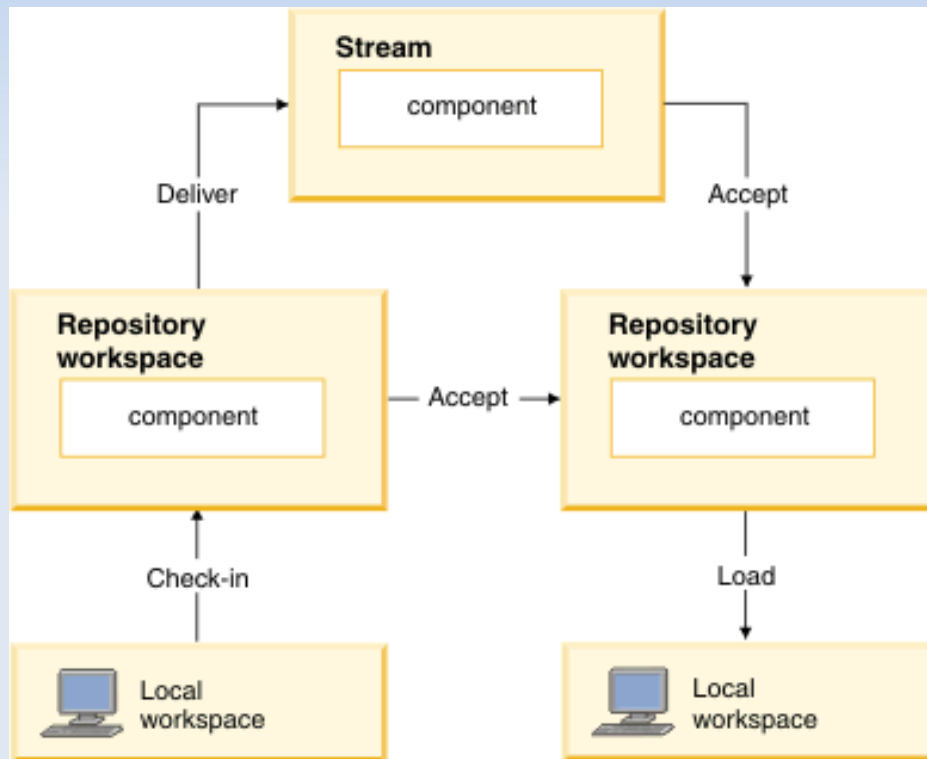 Stream
component
Deliver
Accept
Repository
workspace
component
Accept
Repository
workspace
component
Check-in
Load
Local
workspace
Local
workspace